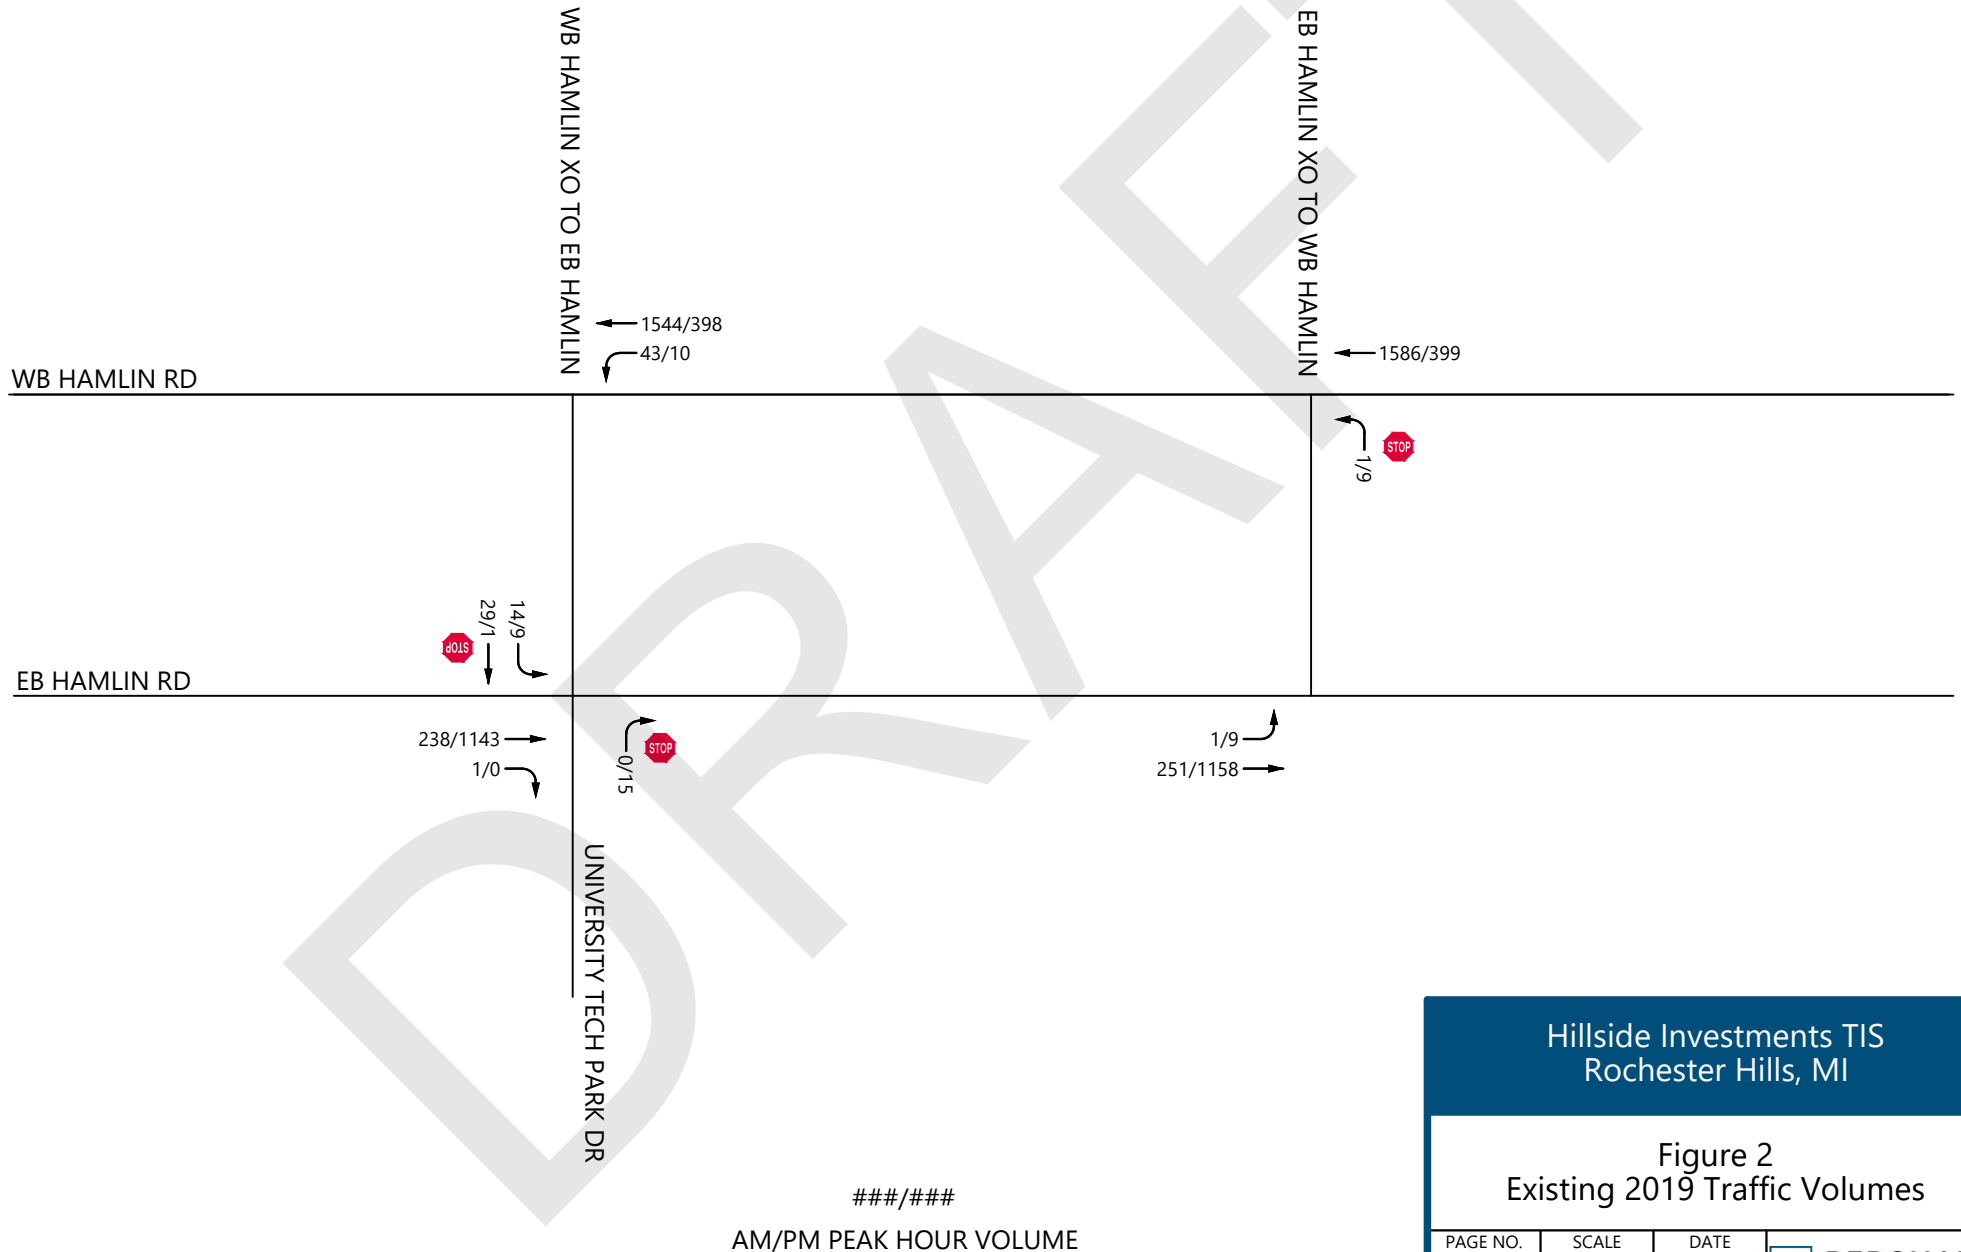 WB HAMLIN XO TO EB HAMLIN
EB HAMLIN XO TO WB HAMLIN
1544/398
43/10
1586/399
WB HAMLIN RD
STOP
1/9
29/1
14/9
STOP
EB HAMLIN RD
238/1143
1/0
0/15
STOP
1/9
251/1158
UNIVERSITY TECH PARK DR
DRAFT
Hillside Investments TIS
Rochester Hills, MI
Figure 2
Existing 2019 Traffic Volumes
###/###
AM/PM PEAK HOUR VOLUME
PAGE NO.
SCALE
DATE